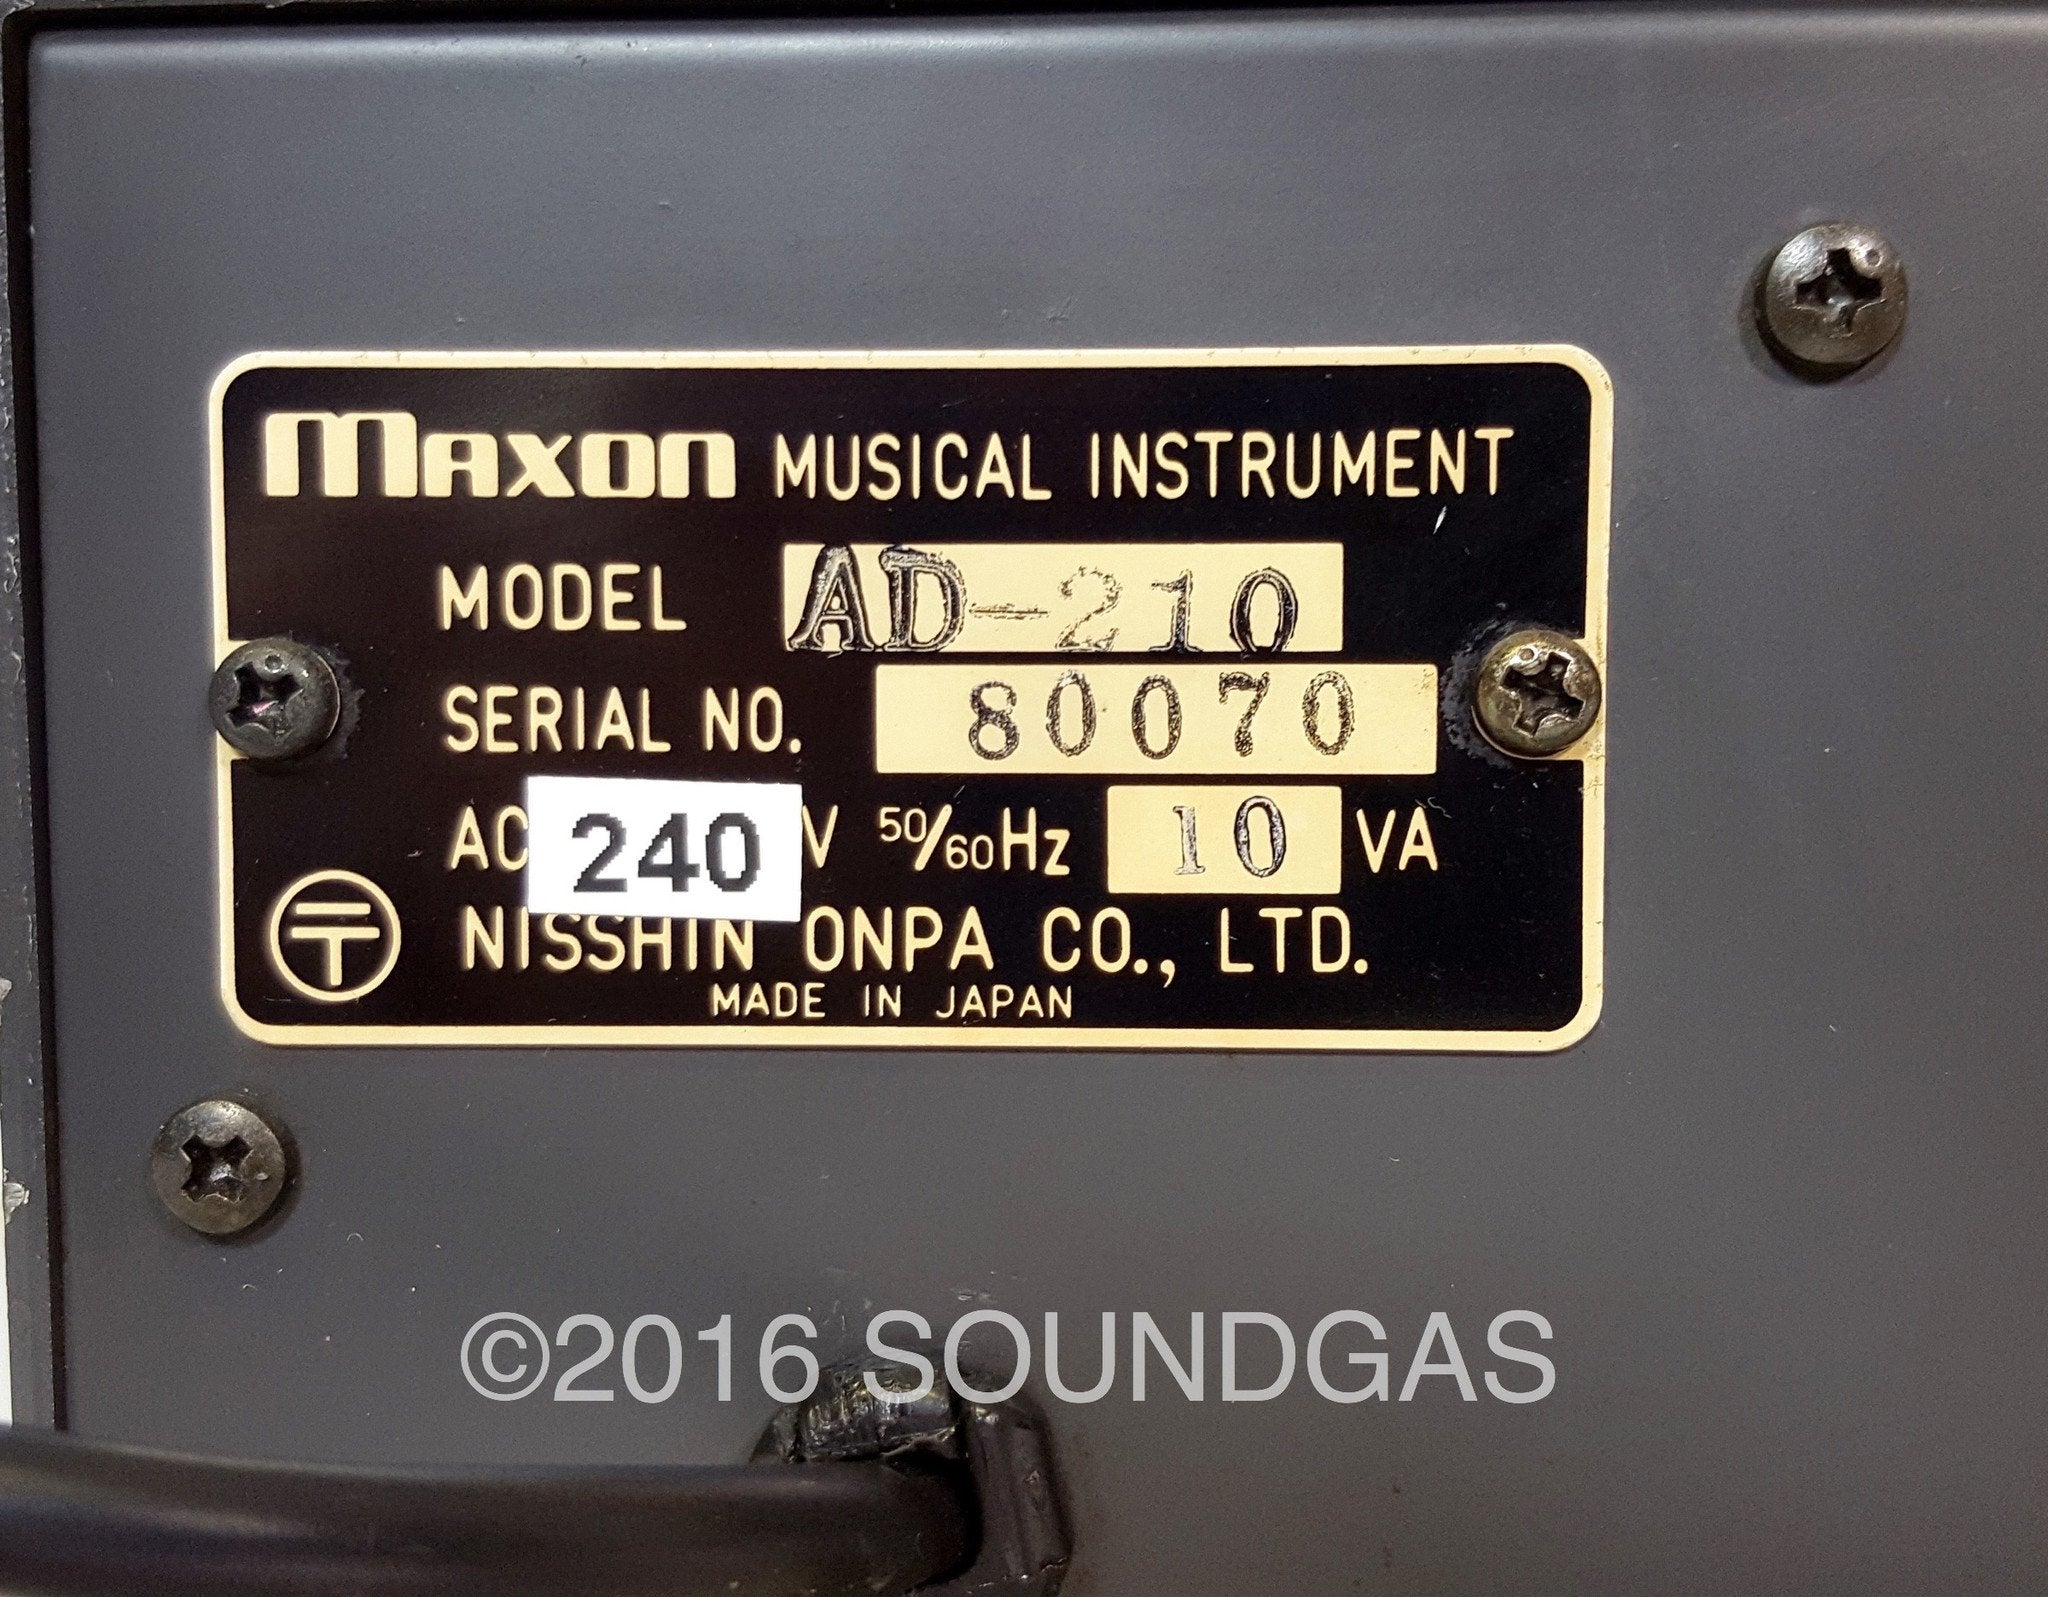 maxon MUSICAL INSTRUMENT
MODEL AD-210
SERIAL NO. 80070
AC 240 V 50/60Hz 10 VA
NISSHIN ONPA CO., LTD.
MADE IN JAPAN
©2016 SOUNDGAS